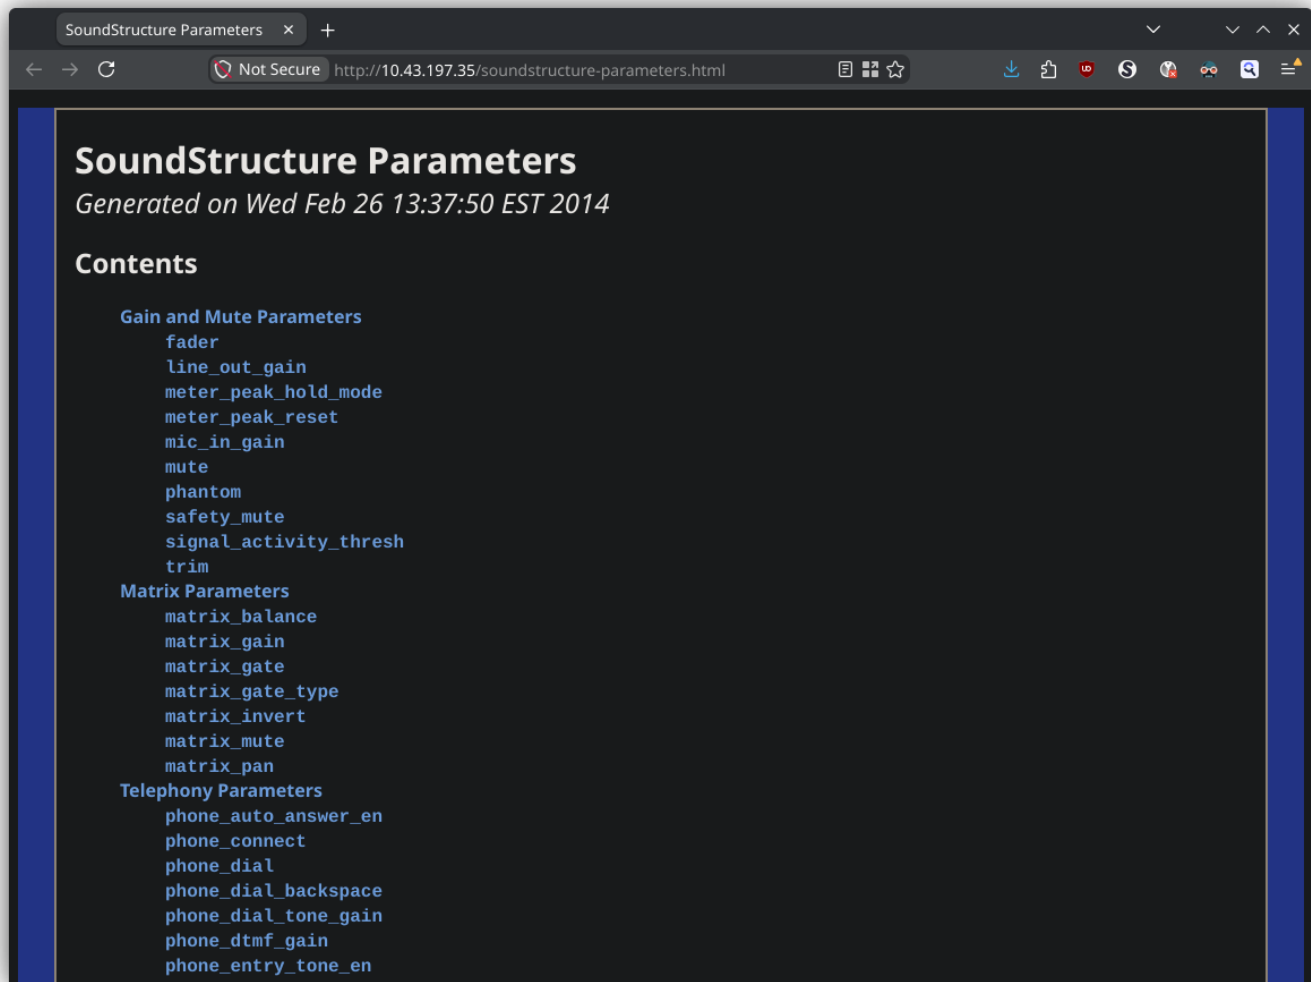 SoundStructure Parameters
Not Secure http://10.43.197.35/soundstructure-parameters.html
SoundStructure Parameters
Generated on Wed Feb 26 13:37:50 EST 2014
Contents
Gain and Mute Parameters
fader
line_out_gain
meter_peak_hold_mode
meter_peak_reset
mic_in_gain
mute
phantom
safety_mute
signal_activity_thresh
trim
Matrix Parameters
matrix_balance
matrix_gain
matrix_gate
matrix_gate_type
matrix_invert
matrix_mute
matrix_pan
Telephony Parameters
phone_auto_answer_en
phone_connect
phone_dial
phone_dial_backspace
phone_dial_tone_gain
phone_dtmf_gain
phone_entry_tone_en